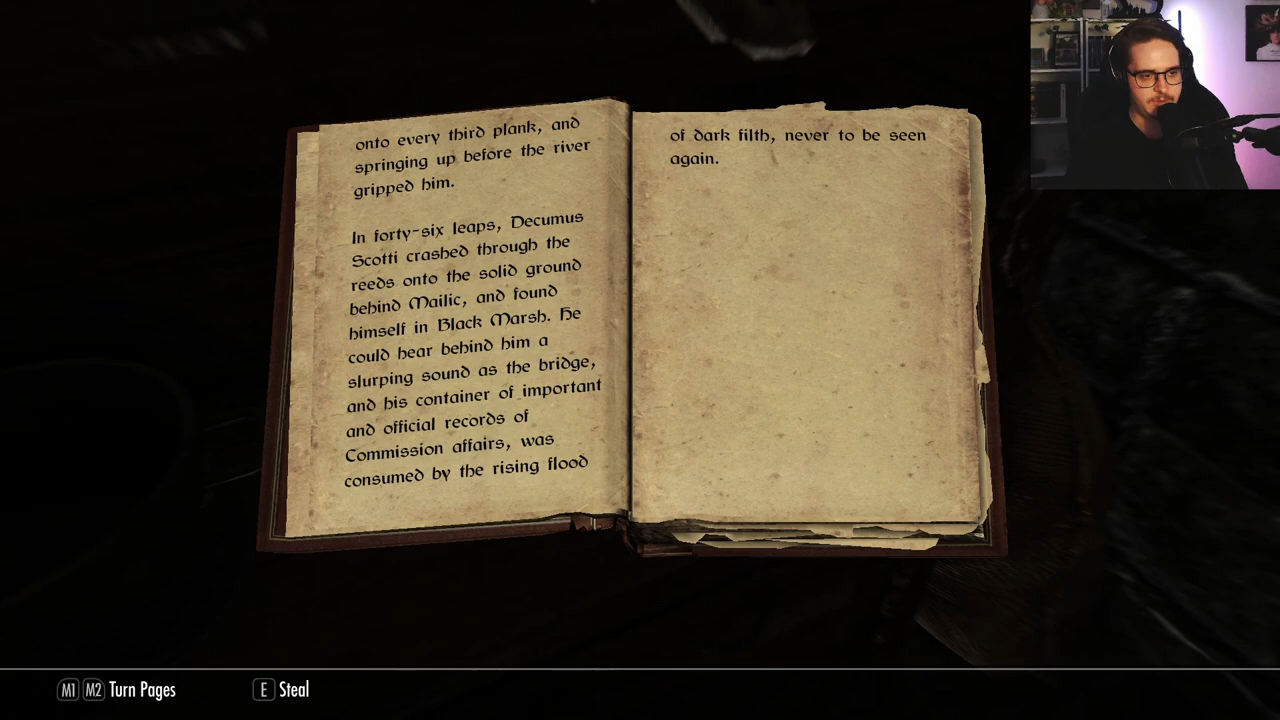 onto every third plank, and
springing up before the river
gripped him.
In forty-six leaps, Decumus
Scotti crashed through the
reeds onto the solid ground
behind Mailic, and found
himself in Black Marsh. He
could hear behind him a
slurping sound as the bridge,
and his container of important
and official records of
Commission affairs, was
consumed by the rising flood
of dark filth, never to be seen
again.
M1 M2 Turn Pages
E Steal